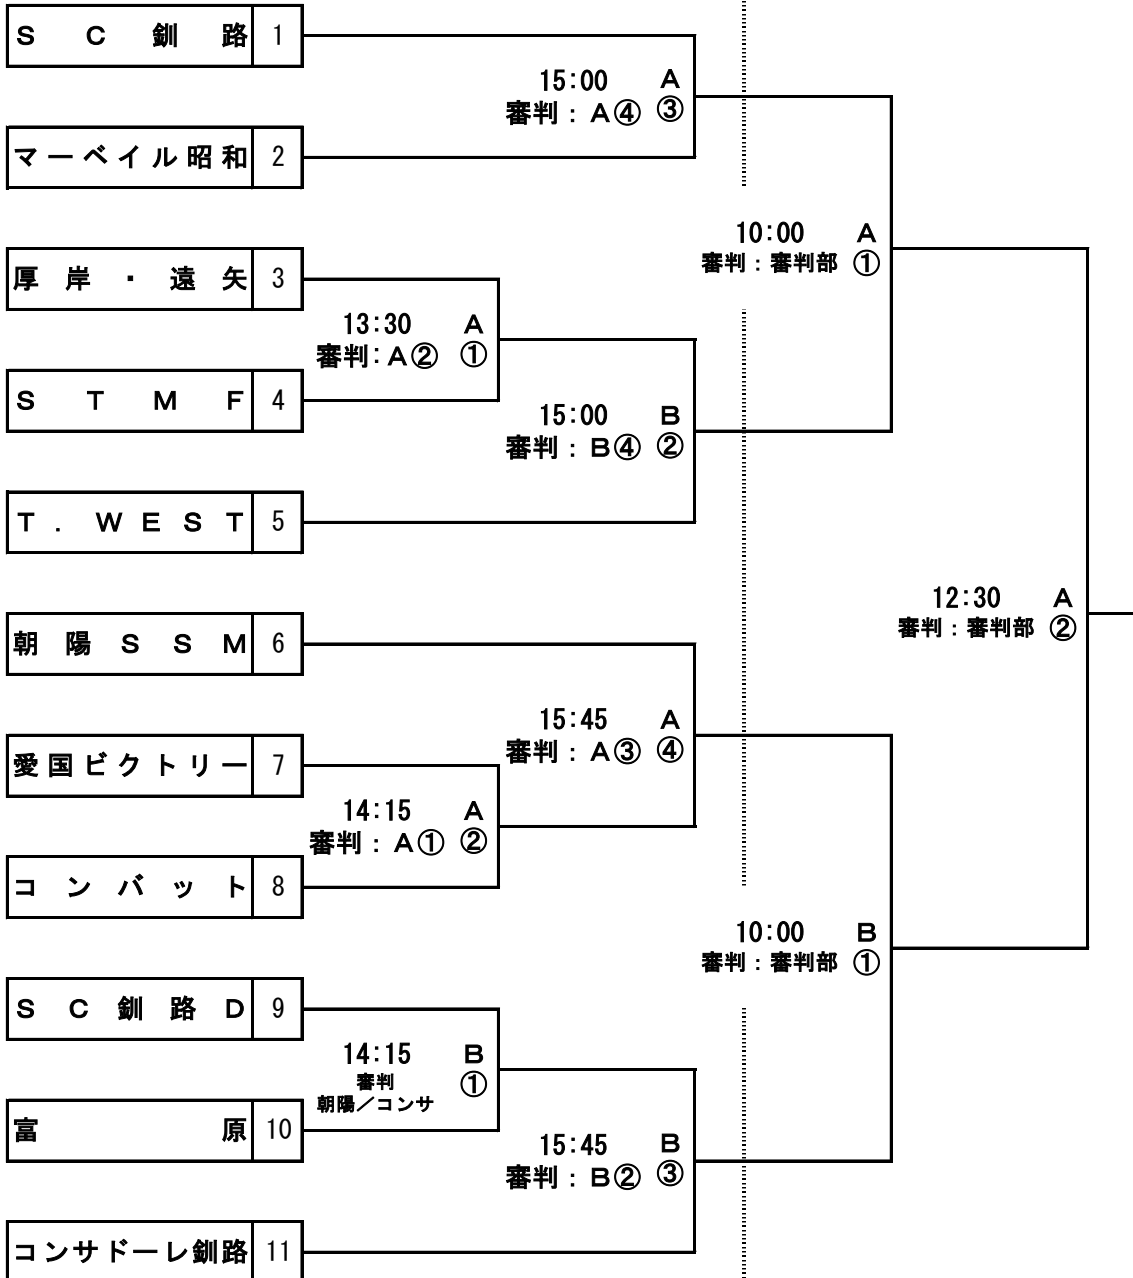 SC釧路 1
15:00 A
審判：A④ ③
マーベイル昭和 2
10:00 A
審判：審判部 ①
厚岸・遠矢 3
13:30 A
審判：A② ①
STMF 4
15:00 B
審判：B④ ②
T.WEST 5
12:30 A
審判：審判部 ②
朝陽SSM 6
15:45 A
審判：A③ ④
愛国ビクトリー 7
14:15 A
審判：A① ②
コンバット 8
10:00 B
審判：審判部 ①
SC釧路D 9
14:15 B
審判 ①
朝陽／コンサ
富原 10
15:45 B
審判：B② ③
コンサドーレ釧路 11